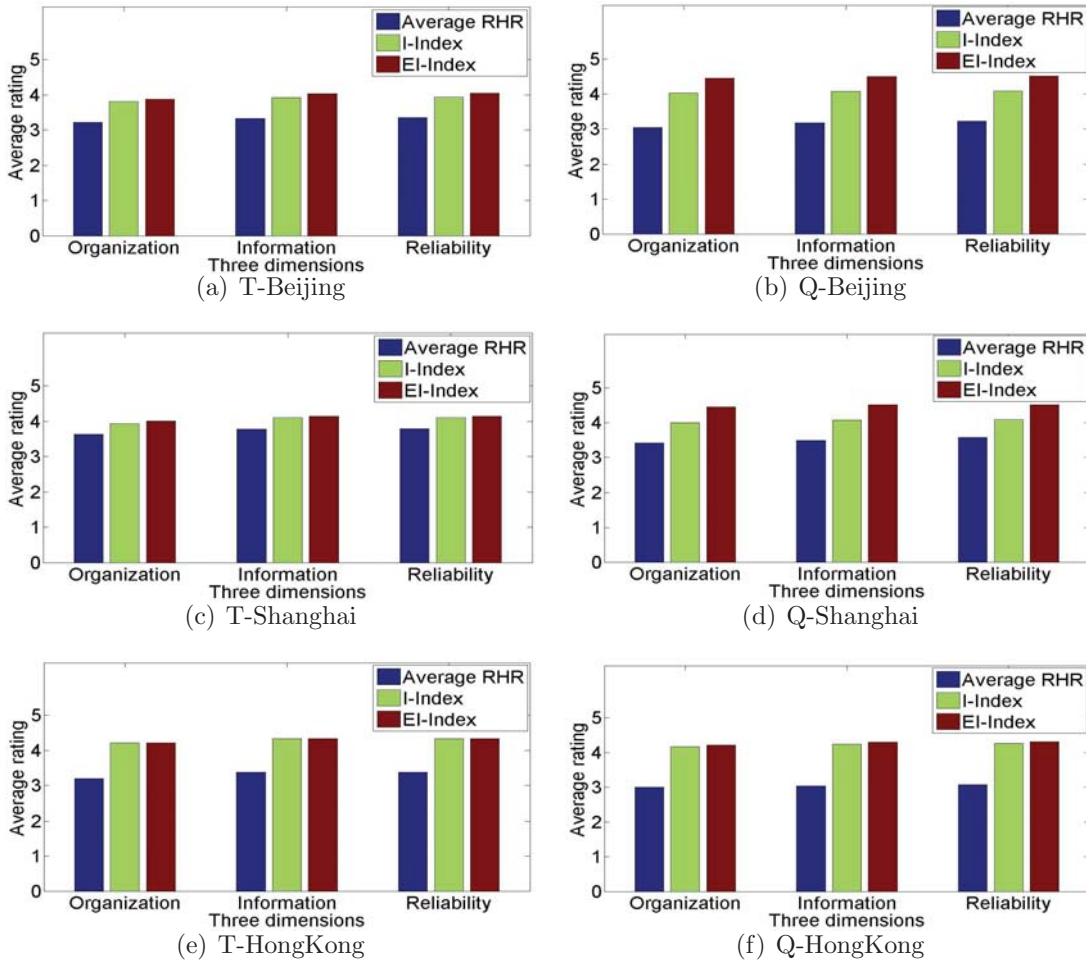 Average RHR
I-Index
EI-Index
Average rating
5
4
3
2
1
0
Organization Information Reliability
Three dimensions
(a) T-Beijing
Average RHR
I-Index
EI-Index
Average rating
5
4
3
2
1
0
Organization Information Reliability
Three dimensions
(b) Q-Beijing
Average RHR
I-Index
EI-Index
Average rating
5
4
3
2
1
0
Organization Information Reliability
Three dimensions
(c) T-Shanghai
Average RHR
I-Index
EI-Index
Average rating
5
4
3
2
1
0
Organization Information Reliability
Three dimensions
(d) Q-Shanghai
Average RHR
I-Index
EI-Index
Average rating
5
4
3
2
1
0
Organization Information Reliability
Three dimensions
(e) T-HongKong
Average RHR
I-Index
EI-Index
Average rating
5
4
3
2
1
0
Organization Information Reliability
Three dimensions
(f) Q-HongKong